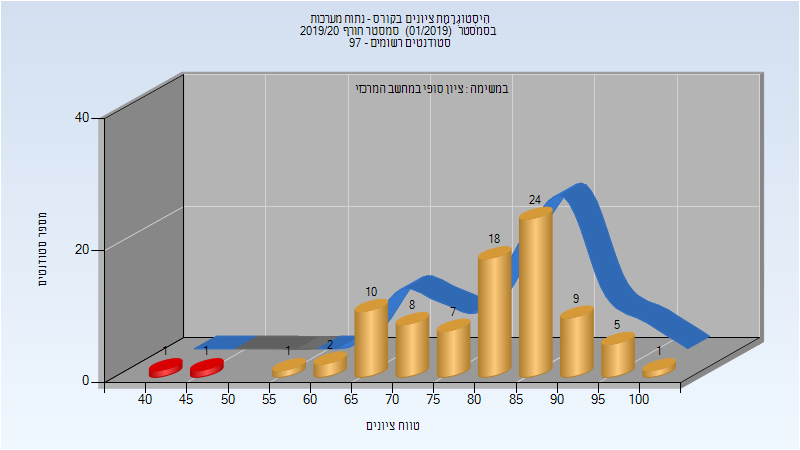 היסטוגרמת ציונים בקורס - נתוח מערכות
בסמסטר (01/2019) סמסטר חורף 2019/20
סטודנטים רשומים - 97
במשימה : ציון סופי במחשב המרכזי
מספר סטודנטים
40
20
0
1
1
1
2
10
8
7
18
24
9
5
1
40 45 50 55 60 65 70 75 80 85 90 95 100
טווח ציונים